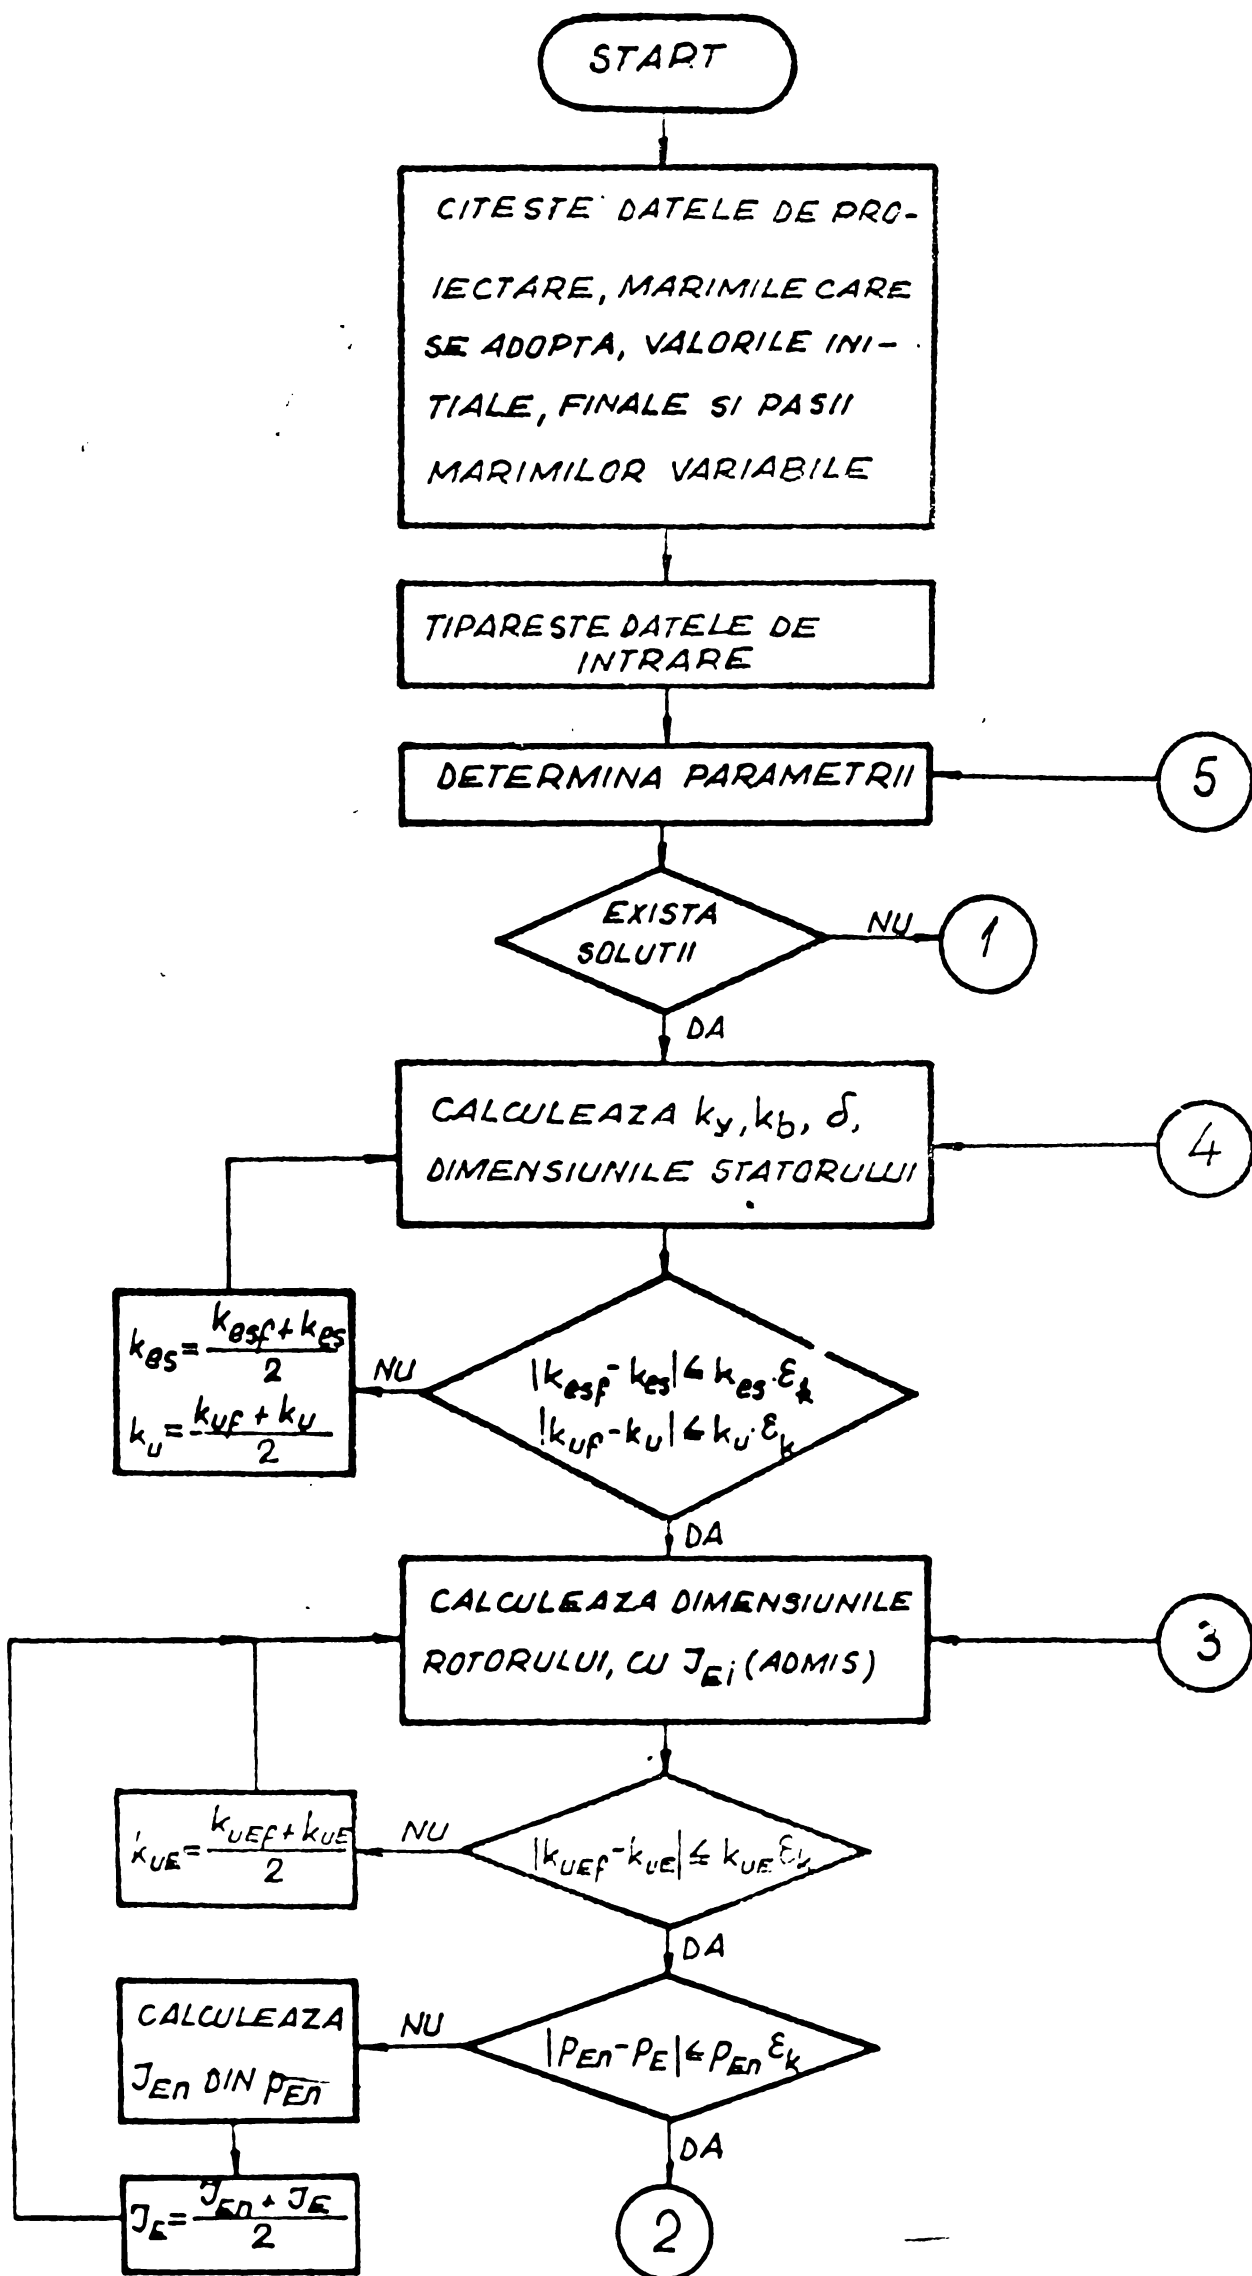 START
CITESTE DATELE DE PRO-
IECTARE, MARIMILE CARE
SE ADOPTA, VALORILE INI-
TIALE, FINALE SI PASII
MARIMILOR VARIABILE
TIPARESTE DATELE DE
INTRARE
DETERMINA PARAMETRII
5
EXISTA
SOLUTII
NU
1
DA
CALCULEAZA k_y, k_b, δ,
DIMENSIUNILE STATORULUI
4
k_es = (k_esf + k_es)/2
k_u = (k_uf + k_u)/2
NU
|k_esf - k_es| ≤ k_es · ε_k
|k_uf - k_u| ≤ k_u · ε_k
DA
CALCULEAZA DIMENSIUNILE
ROTORULUI, CU J_Ei (ADMIS)
3
k_uE = (k_uEf + k_uE)/2
NU
|k_uEf - k_uE| ≤ k_uE ε_k
DA
CALCULEAZA
J_En DIN p_En
NU
|p_En - p_E| ≤ p_En ε_k
DA
J_E = (J_En + J_E)/2
2